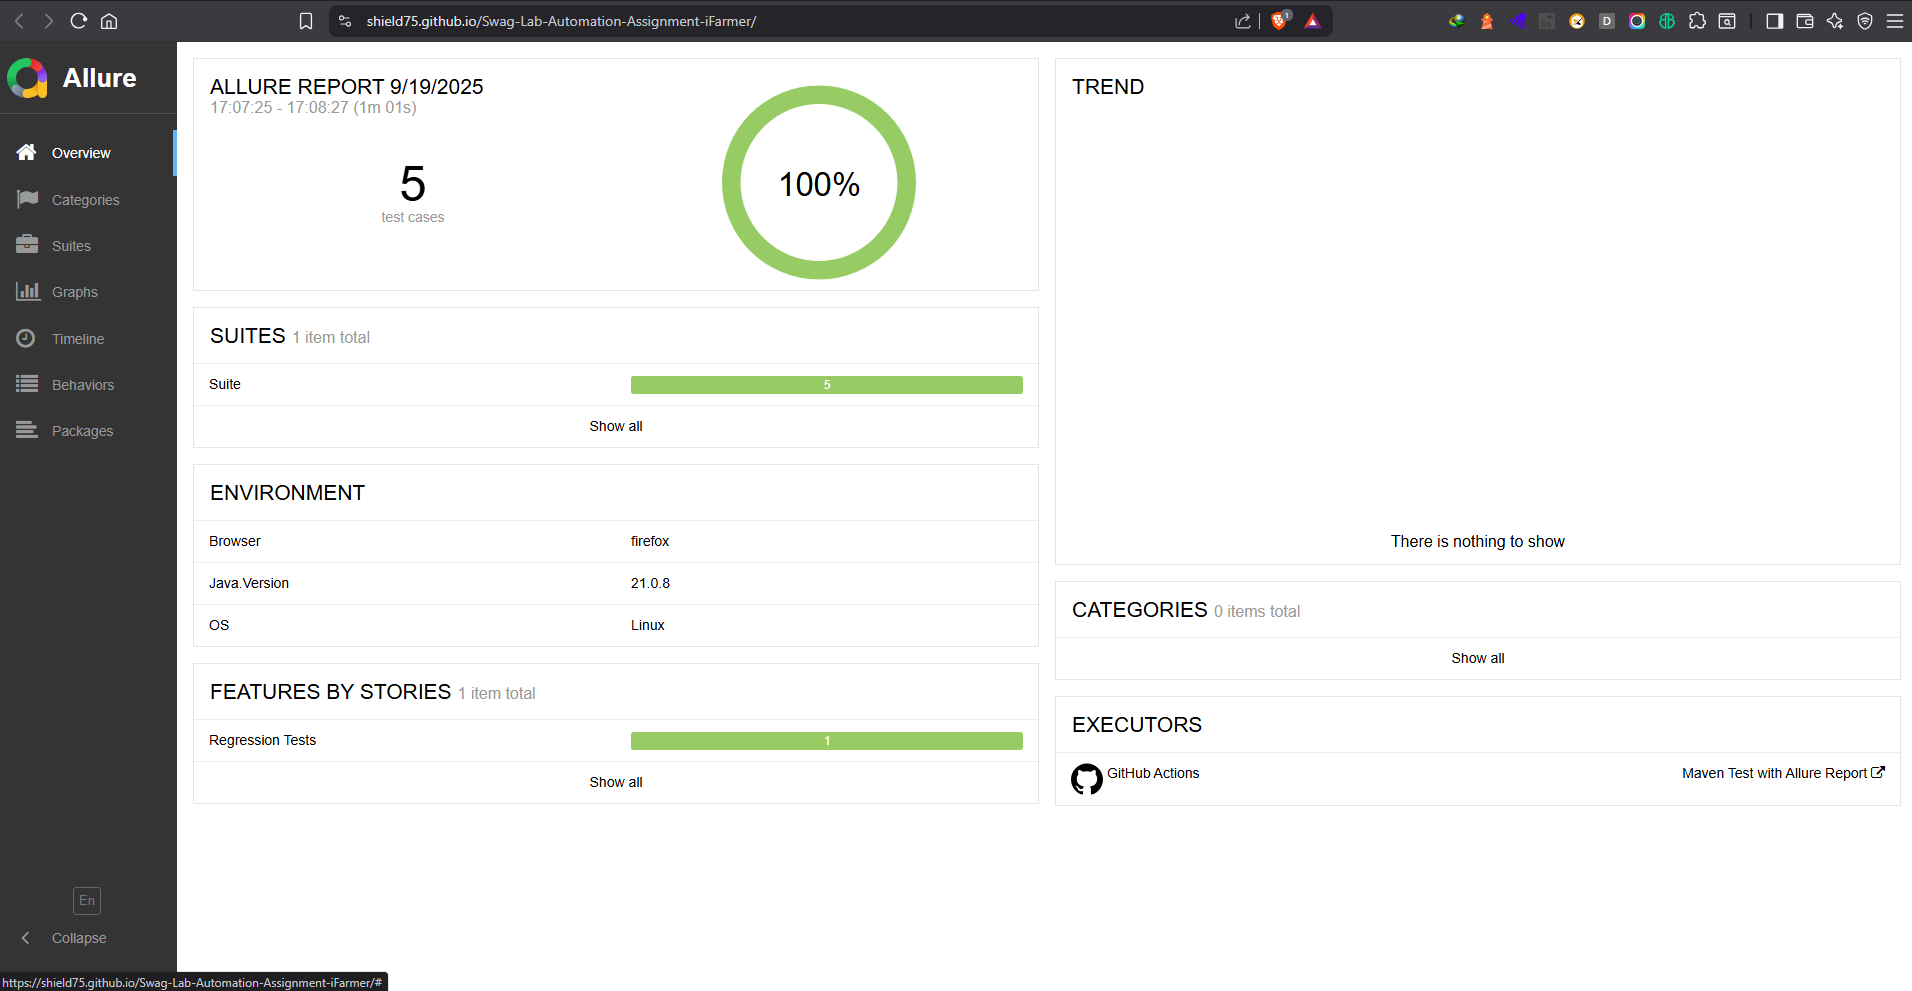 shield75.github.io/Swag-Lab-Automation-Assignment-iFarmer/
1
D
Allure
Overview
Categories
Suites
Graphs
Timeline
Behaviors
Packages
En
Collapse
ALLURE REPORT 9/19/2025
17:07:25 - 17:08:27 (1m 01s)
5
test cases
100%
SUITES 1 item total
Suite 5
Show all
ENVIRONMENT
Browser firefox
Java.Version 21.0.8
OS Linux
FEATURES BY STORIES 1 item total
Regression Tests 1
Show all
TREND
There is nothing to show
CATEGORIES 0 items total
Show all
EXECUTORS
GitHub Actions Maven Test with Allure Report
https://shield75.github.io/Swag-Lab-Automation-Assignment-iFarmer/#